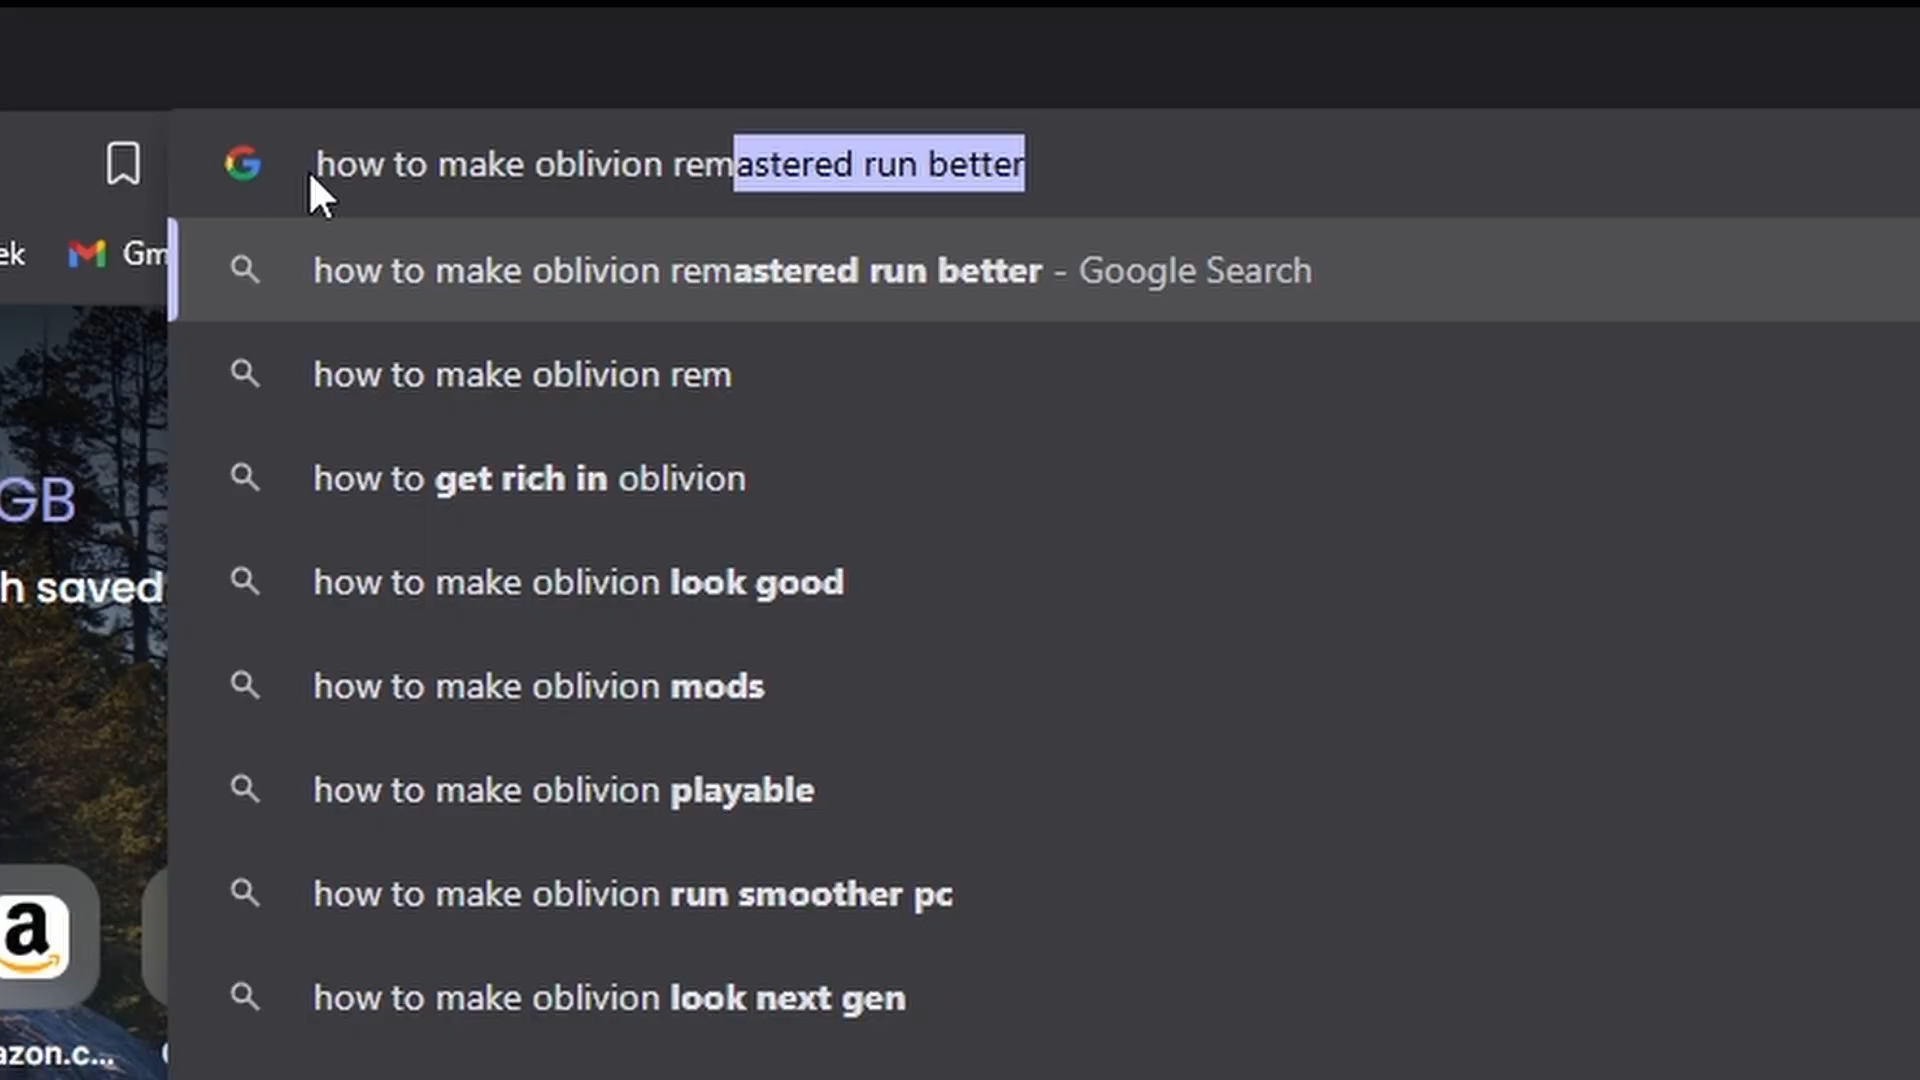 how to make oblivion remastered run better
ek
Gm
how to make oblivion remastered run better - Google Search
how to make oblivion rem
how to get rich in oblivion
GB
how to make oblivion look good
h saved
how to make oblivion mods
how to make oblivion playable
how to make oblivion run smoother pc
a
how to make oblivion look next gen
azon.c...